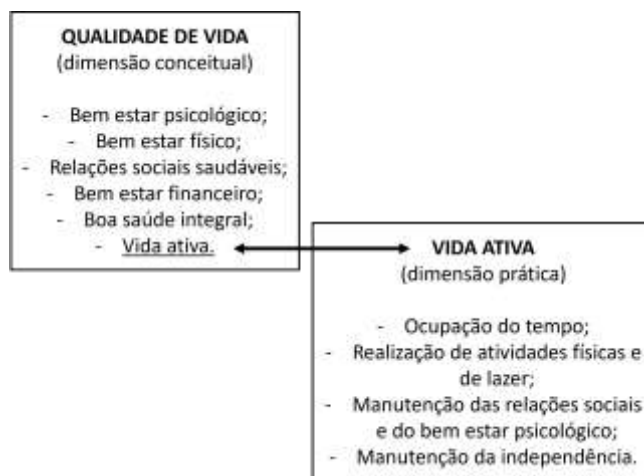 QUALIDADE DE VIDA
(dimensão conceitual)
- Bem estar psicológico;
- Bem estar físico;
- Relações sociais saudáveis;
- Bem estar financeiro;
- Boa saúde integral;
- Vida ativa.
VIDA ATIVA
(dimensão prática)
- Ocupação do tempo;
- Realização de atividades físicas e
de lazer;
- Manutenção das relações sociais
e do bem estar psicológico;
- Manutenção da independência.